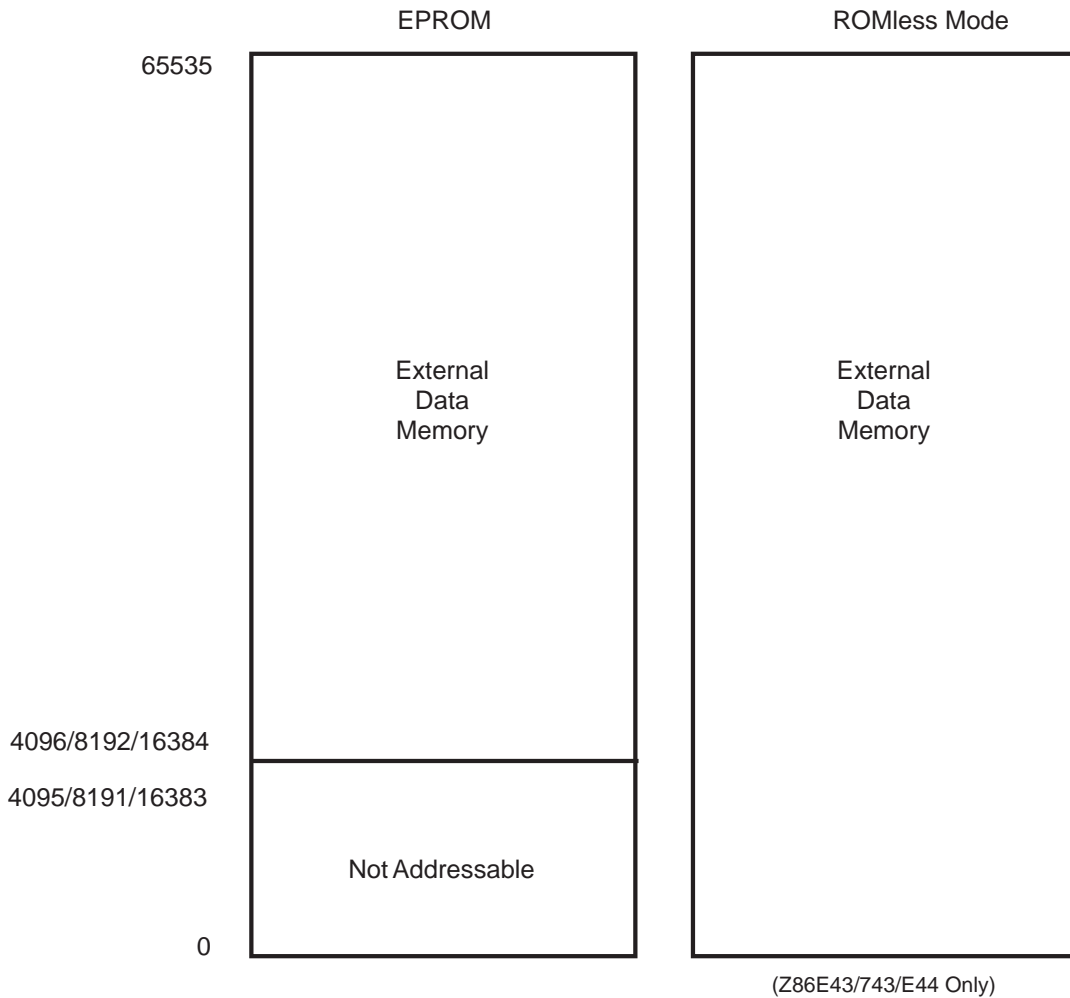 EPROM
ROMless Mode
65535
External
Data
Memory
External
Data
Memory
4096/8192/16384
4095/8191/16383
Not Addressable
0
(Z86E43/743/E44 Only)